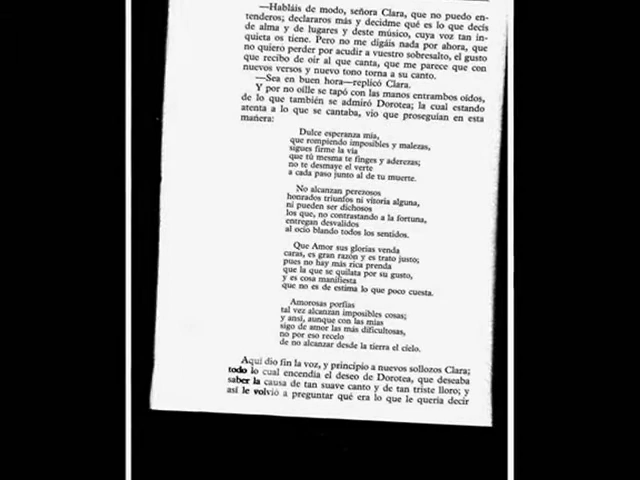 —Habláis de modo, señora Clara, que no puedo en-
tenderos; declararos más y decidme qué es lo que decís
de alma y de lugares y deste músico, cuya voz tan in-
quieta os tiene. Pero no me digáis nada por ahora, que
no quiero perder por acudir a vuestro sobresalto, el gusto
que recibo de oír al que canta, que me parece que con
nuevos versos y nuevo tono torna a su canto.
—Sea en buen hora—replicó Clara.
Y por no oílle se tapó con las manos entrambos oídos,
de lo que también se admiró Dorotea; la cual estando
atenta a lo que se cantaba, vio que proseguían en esta
mañera:
Dulce esperanza mía,
que rompiendo imposibles y malezas,
sigues firme la vía
que tú mesma te finges y aderezas;
no te desmaye el verte
a cada paso junto al de tu muerte.
No alcanzan perezosos
honrados triunfos ni vitoria alguna,
ni pueden ser dichosos
los que, no contrastando a la fortuna,
entregan desvalidos
al ocio blando todos los sentidos.
Que Amor sus glorias venda
caras, es gran razón y es trato justo;
pues no hay más rica prenda
que la que se quilata por su gusto,
y es cosa manifiesta
que no es de estima lo que poco cuesta.
Amorosas porfías
tal vez alcanzan imposibles cosas;
y ansí, aunque con las mías
sigo de amor las más dificultosas,
no por eso recelo
de no alcanzar desde la tierra el cielo.
Aquí dio fin la voz, y principio a nuevos sollozos Clara;
todo lo cual encendía el deseo de Dorotea, que deseaba
saber la causa de tan suave canto y de tan triste lloro; y
así le volvió a preguntar qué era lo que le quería decir